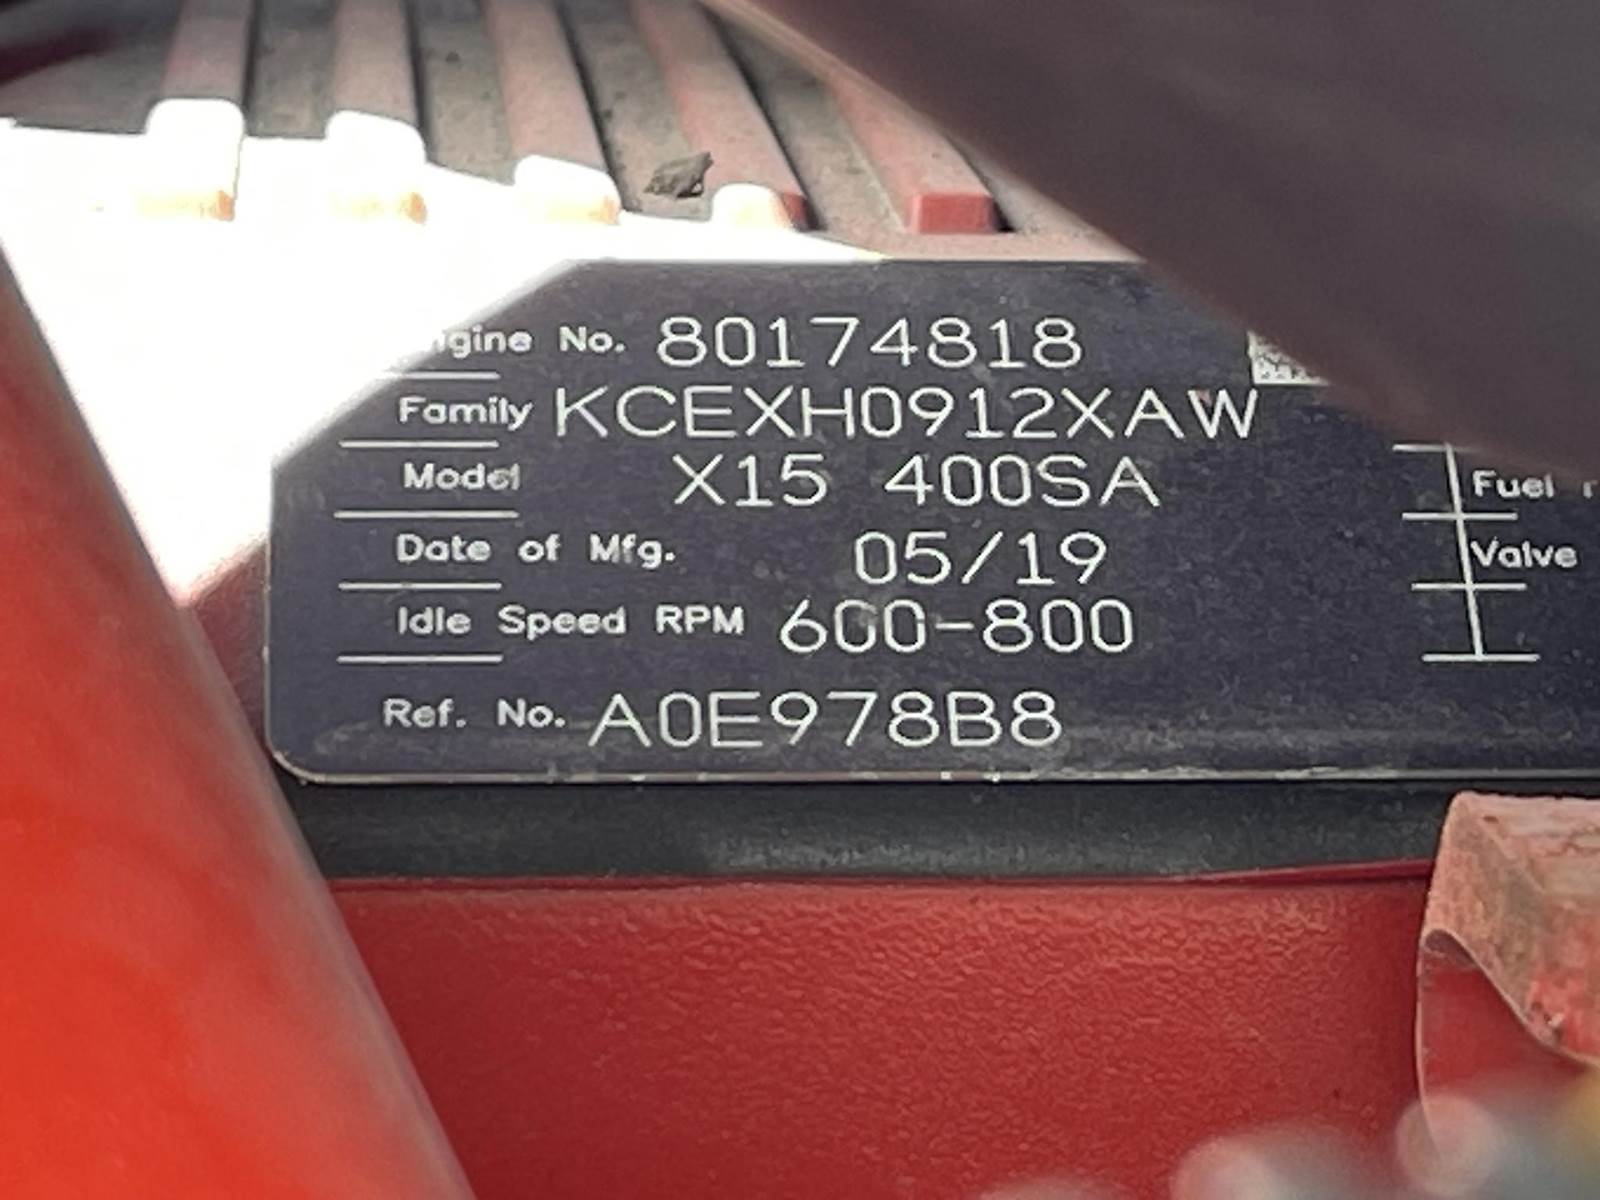 Engine No. 80174818
Family KCEXH0912XAW
Model X15 400SA
Date of Mfg. 05/19
Idle Speed RPM 600-800
Ref. No. A0E978B8
Fuel
Valve